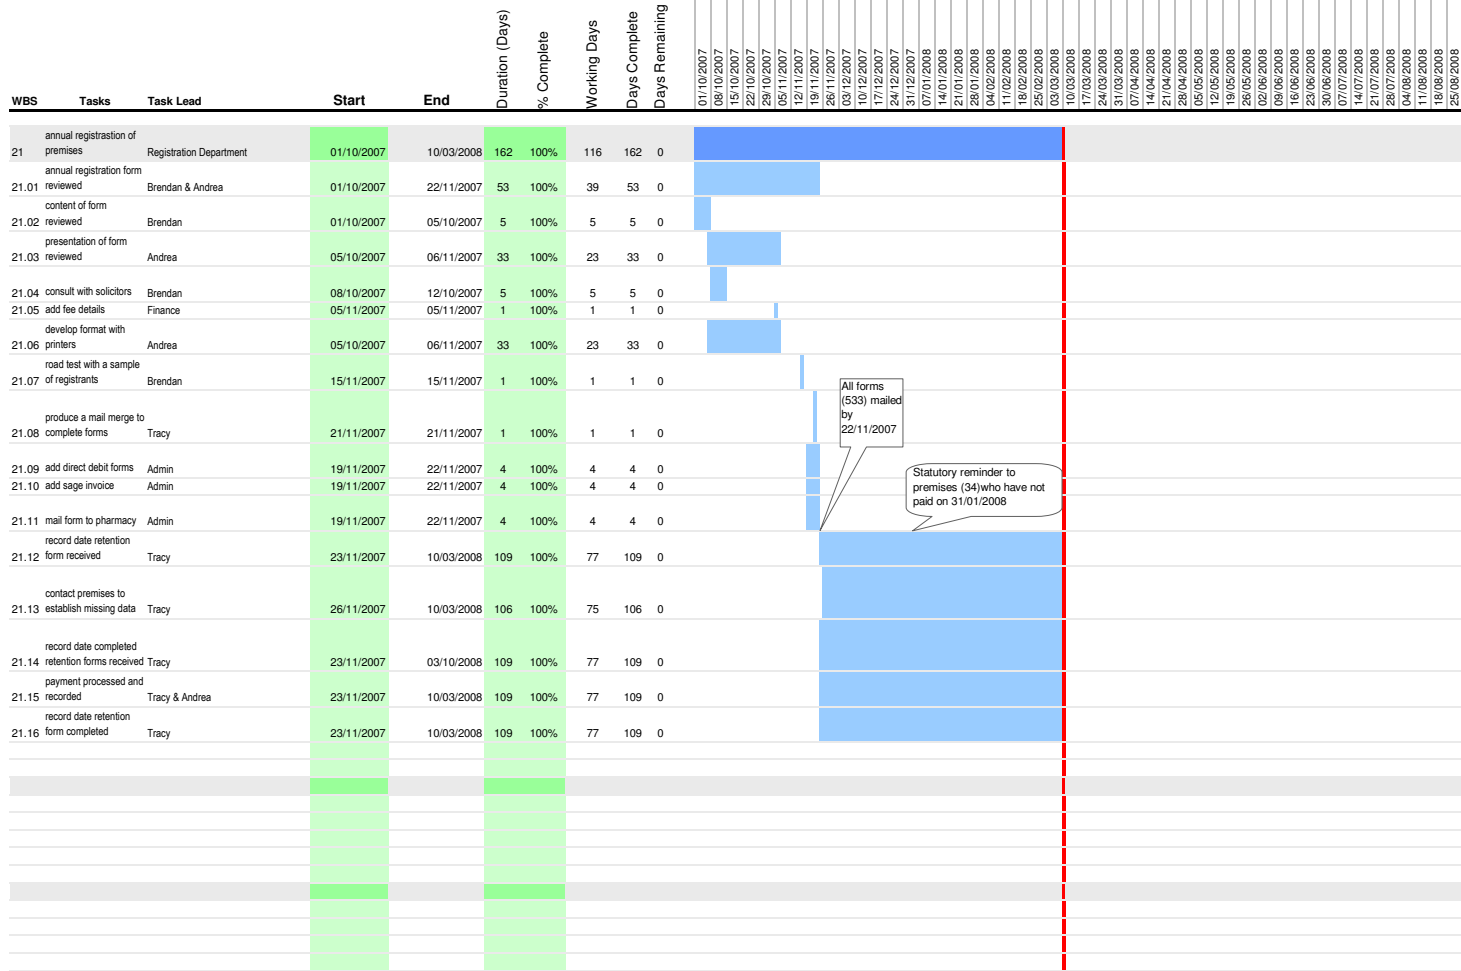 WBS Tasks Task Lead Start End Duration (Days) % Complete Working Days Days Complete Days Remaining 01/10/2007 08/10/2007 15/10/2007 22/10/2007 29/10/2007 05/11/2007 12/11/2007 19/11/2007 26/11/2007 03/12/2007 10/12/2007 17/12/2007 24/12/2007 31/12/2007 07/01/2008 14/01/2008 21/01/2008 28/01/2008 04/02/2008 11/02/2008 18/02/2008 25/02/2008 03/03/2008 10/03/2008 17/03/2008 24/03/2008 31/03/2008 07/04/2008 14/04/2008 21/04/2008 28/04/2008 05/05/2008 12/05/2008 19/05/2008 26/05/2008 02/06/2008 09/06/2008 16/06/2008 23/06/2008 30/06/2008 07/07/2008 14/07/2008 21/07/2008 28/07/2008 04/08/2008 11/08/2008 18/08/2008 25/08/2008
annual registrastion of
21 premises Registration Department 01/10/2007 10/03/2008 162 100% 116 162 0
annual registration form
21.01 reviewed Brendan & Andrea 01/10/2007 22/11/2007 53 100% 39 53 0
content of form
21.02 reviewed Brendan 01/10/2007 05/10/2007 5 100% 5 5 0
presentation of form
21.03 reviewed Andrea 05/10/2007 06/11/2007 33 100% 23 33 0
21.04 consult with solicitors Brendan 08/10/2007 12/10/2007 5 100% 5 5 0
21.05 add fee details Finance 05/11/2007 05/11/2007 1 100% 1 1 0
develop format with
21.06 printers Andrea 05/10/2007 06/11/2007 33 100% 23 33 0
road test with a sample
21.07 of registrants Brendan 15/11/2007 15/11/2007 1 100% 1 1 0
All forms
(533) mailed
by
22/11/2007
produce a mail merge to
21.08 complete forms Tracy 21/11/2007 21/11/2007 1 100% 1 1 0
21.09 add direct debit forms Admin 19/11/2007 22/11/2007 4 100% 4 4 0
21.10 add sage invoice Admin 19/11/2007 22/11/2007 4 100% 4 4 0
Statutory reminder to
premises (34)who have not
paid on 31/01/2008
21.11 mail form to pharmacy Admin 19/11/2007 22/11/2007 4 100% 4 4 0
record date retention
21.12 form received Tracy 23/11/2007 10/03/2008 109 100% 77 109 0
contact premises to
21.13 establish missing data Tracy 26/11/2007 10/03/2008 106 100% 75 106 0
record date completed
21.14 retention forms received Tracy 23/11/2007 03/10/2008 109 100% 77 109 0
payment processed and
21.15 recorded Tracy & Andrea 23/11/2007 10/03/2008 109 100% 77 109 0
record date retention
21.16 form completed Tracy 23/11/2007 10/03/2008 109 100% 77 109 0